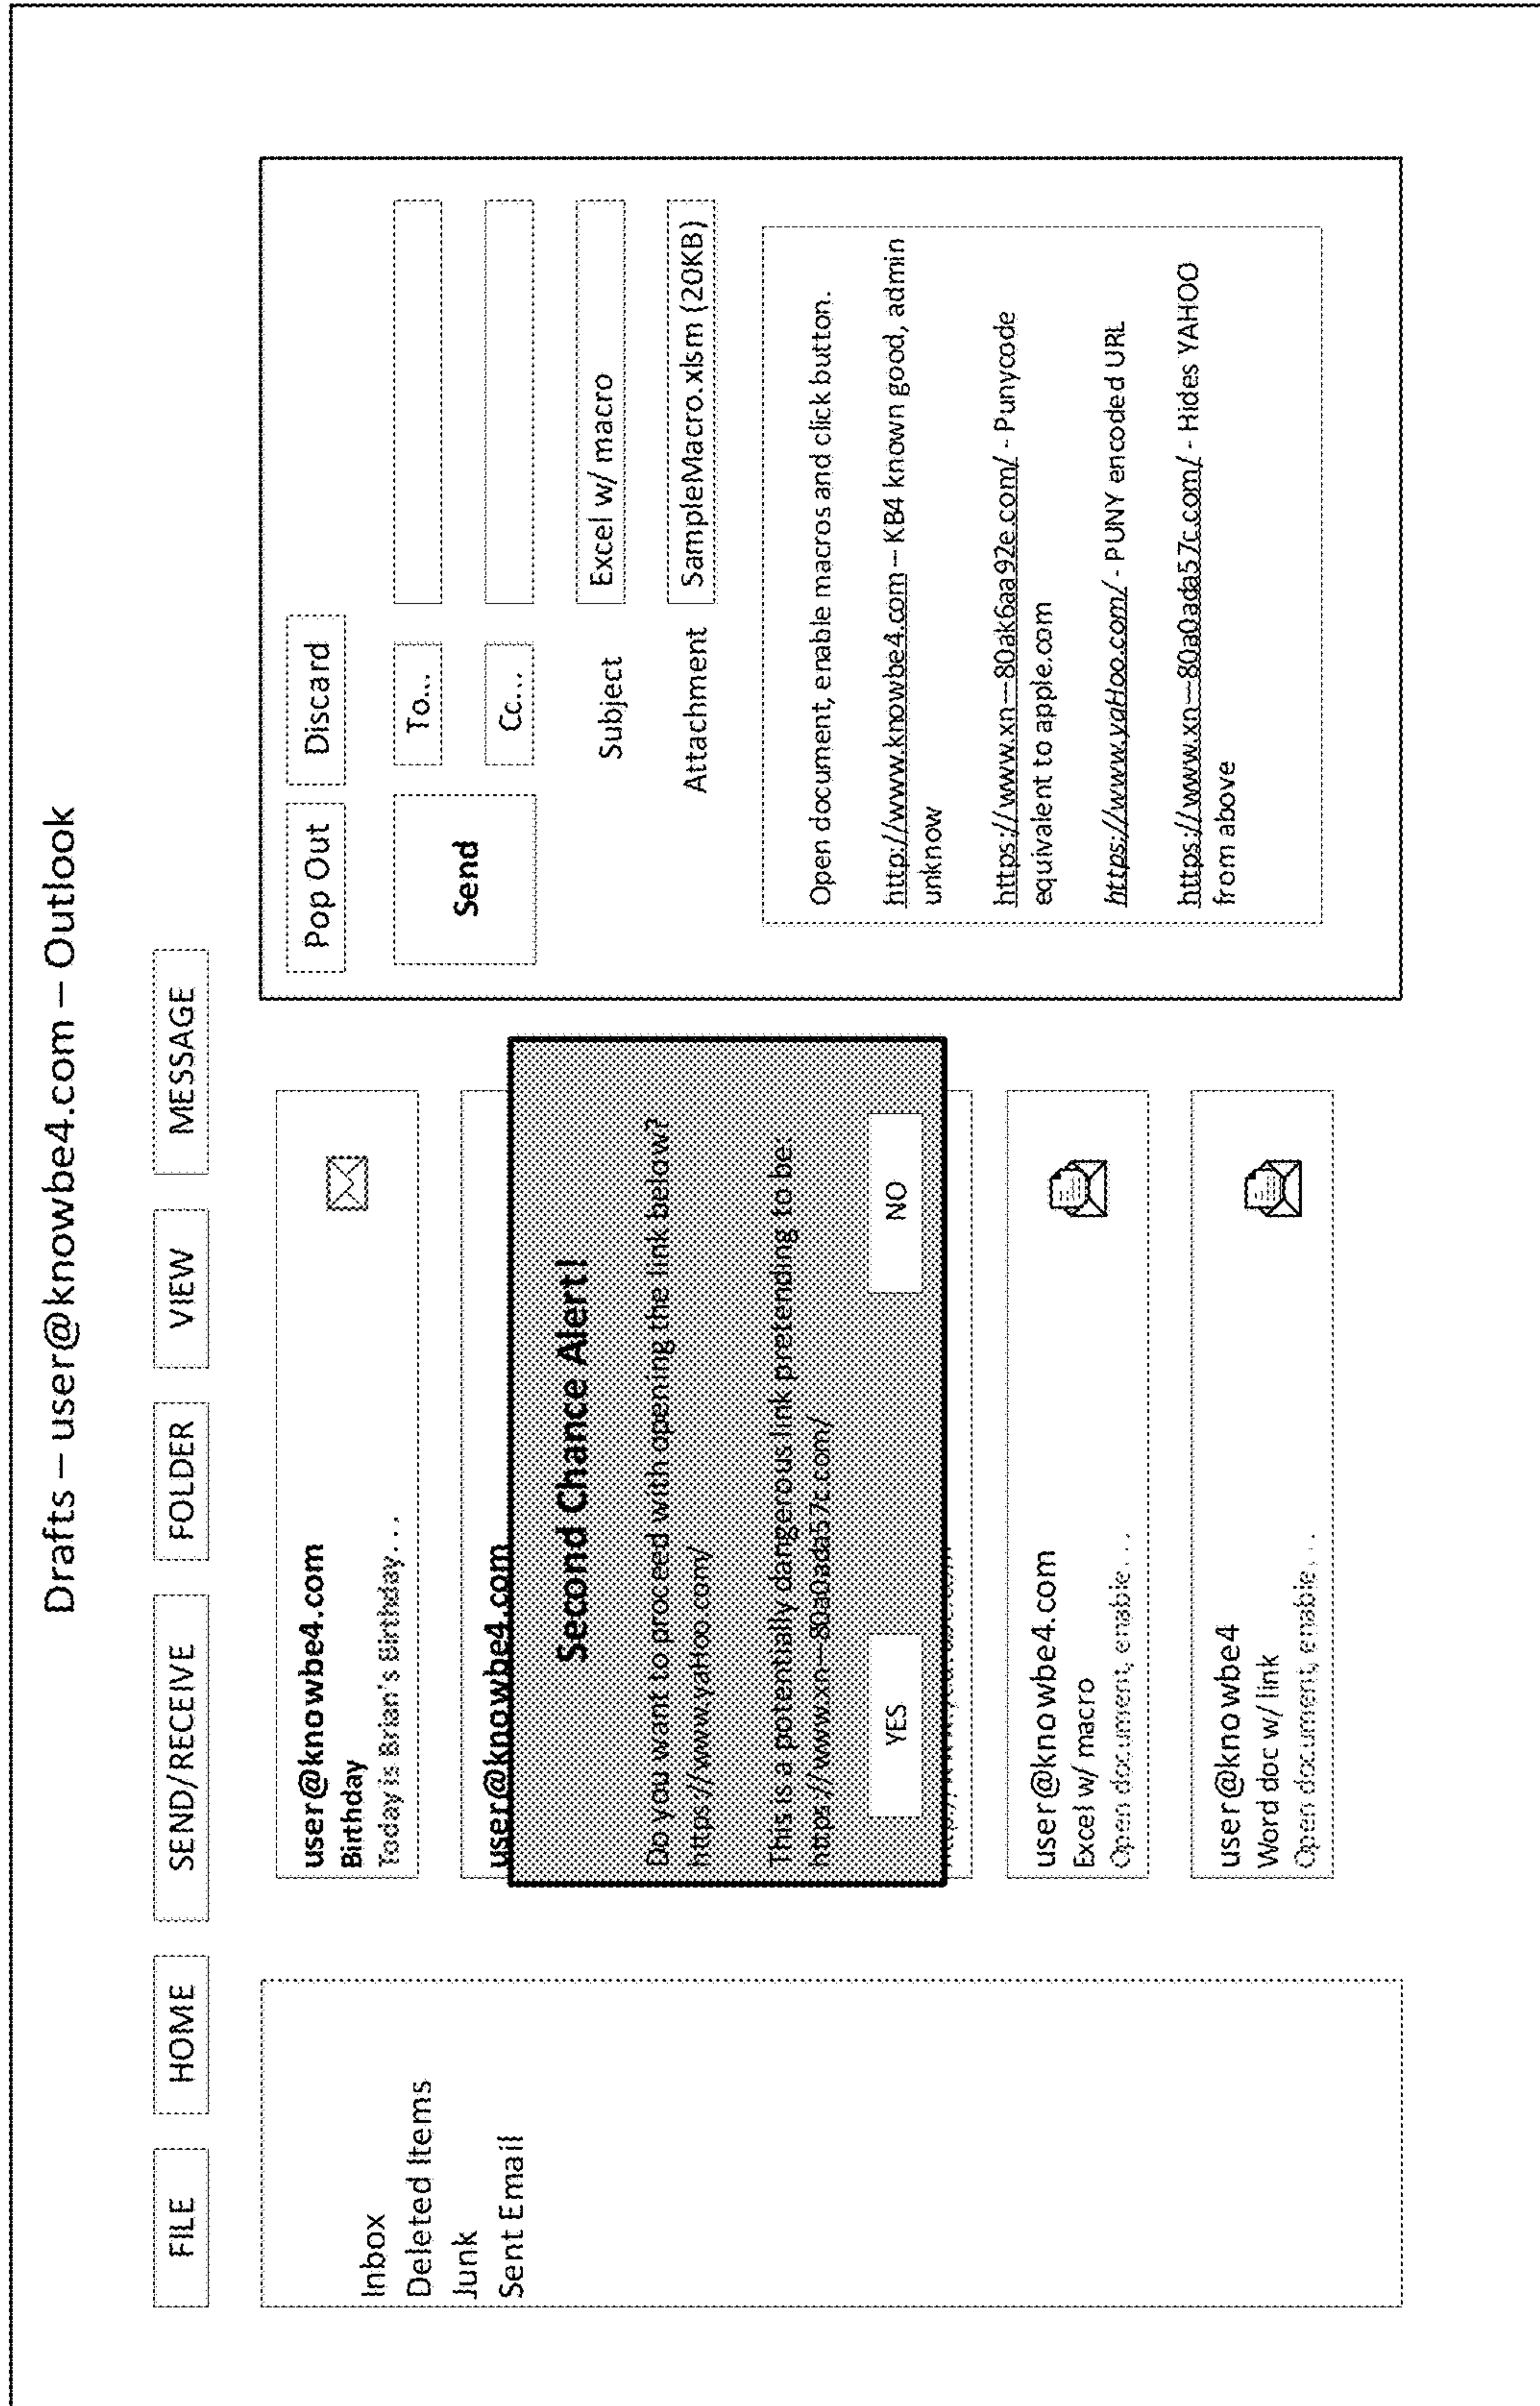 Drafts – user@knowbe4.com – Outlook
FILE
HOME
SEND/RECEIVE
FOLDER
VIEW
MESSAGE
Inbox
Deleted Items
Junk
Sent Email
user@knowbe4.com
Birthday
Today is Brian's Birthday...
user@knowbe4.com
Second Chance Alert!
Do you want to proceed with opening the link below?
https://www.yaHoo.com/
This is a potentially dangerous link pretending to be:
https://www.xn—80a0ada57c.com/
YES
NO
user@knowbe4.com
Excel w/ macro
Open document, enable...
user@knowbe4
Word doc w/ link
Open document, enable...
Pop Out
Discard
Send
To...
Cc...
Subject
Excel w/ macro
Attachment
SampleMacro.xlsm (20KB)
Open document, enable macros and click button.
http://www.knowbe4.com – KB4 known good, admin
unknow
https://www.xn—80ak6aa92e.com/ - Punycode
equivalent to apple.com
https://www.yaHoo.com/ - PUNY encoded URL
https://www.xn—80a0ada57c.com/ - Hides YAHOO
from above